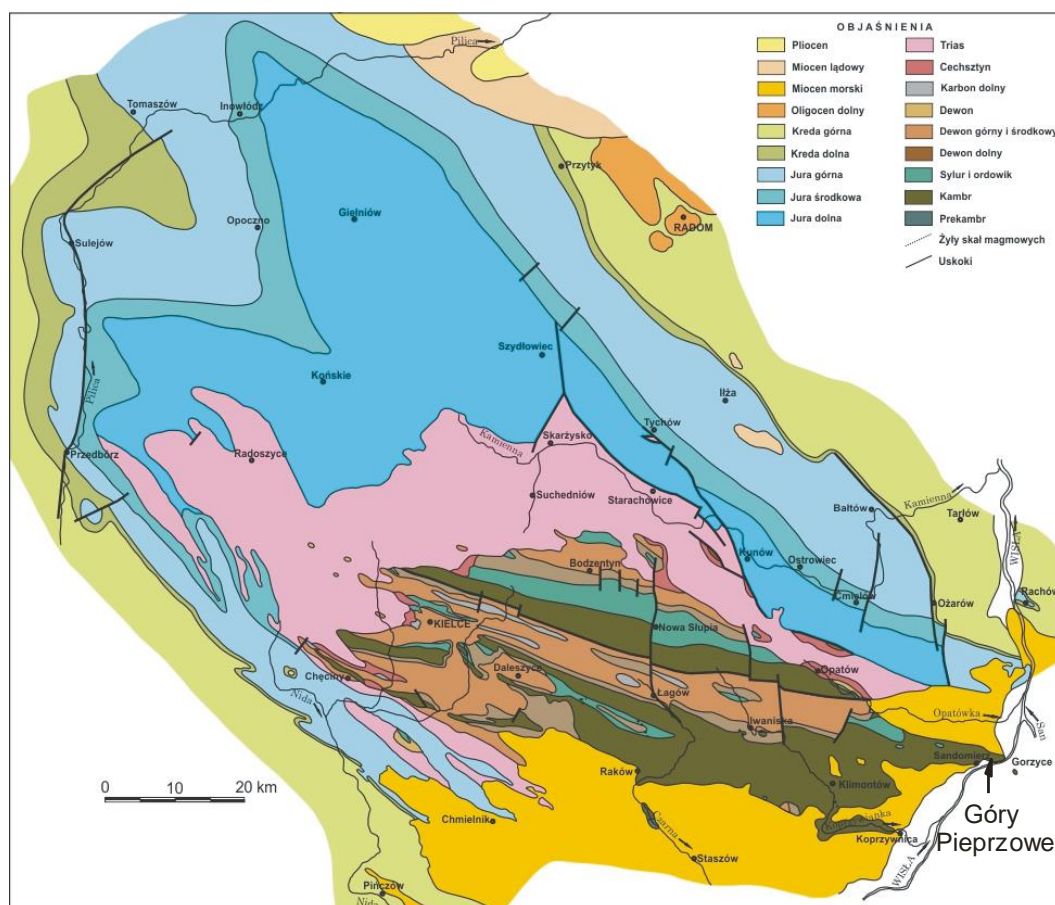 OBJAŚNIENIA
Pliocen
Miocen lądowy
Miocen morski
Oligocen dolny
Kreda górna
Kreda dolna
Jura górna
Jura środkowa
Jura dolna
Trias
Cechsztyn
Karbon dolny
Dewon
Dewon górny i środkowy
Dewon dolny
Sylur i ordowik
Kambr
Prekambr
Żyły skał magmowych
Uskoki
Pilica
Tomaszów
Inowłódz
Przytyk
Gielniów
RADOM
Opoczno
Sulejów
Szydłowiec
Końskie
Pilica
Iłża
Tychów
Skarżysko
Kamienna
Przedbórz
Radoszyce
Suchedniów
Starachowice
Bałtów
Kamienna
Tarłów
WISŁA
Kunów
Ostrowiec
Bodzentyn
Ćmielów
Ożarów
Rachów
KIELCE
Nowa Słupia
Daleszyce
Opatów
Chęciny
Łagów
Nida
Iwaniska
Opatówka
San
Sandomierz
Gorzyce
Raków
Klimontów
0 10 20 km
Góry
Pieprzowe
Chmielnik
Czarna
Koprzywianka
Koprzywnica
Staszów
WISŁA
Pińczów
Nida